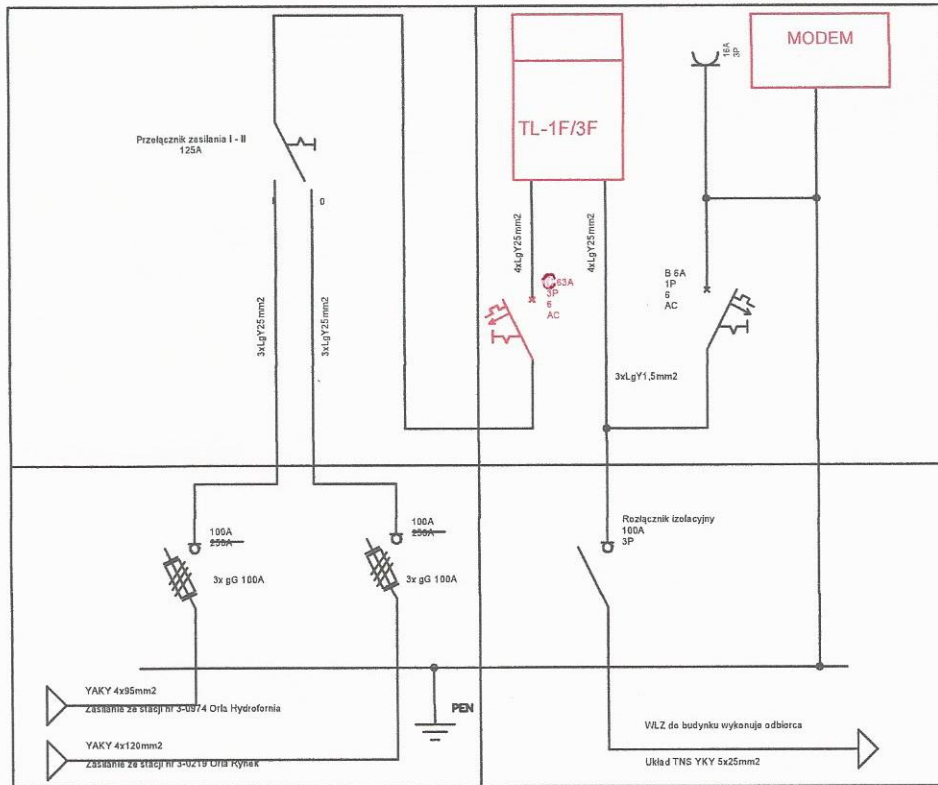 MODEM
16A
3P
TL-1F/3F
Przełącznik zasilania I - II
125A
I
0
4xLgY25mm2
4xLgY25mm2
63A
3P
6
AC
B 6A
1P
6
AC
3xLgY25mm2
3xLgY25mm2
3xLgY1,5mm2
100A
250A
3x gG 100A
100A
250A
3x gG 100A
Rozłącznik izolacyjny
100A
3P
YAKY 4x95mm2
Zasilanie ze stacji nr 3-0974 Orla Hydrofornia
PEN
YAKY 4x120mm2
Zasilanie ze stacji nr 3-0219 Orla Rynek
WLZ do budynku wykonuje odbiorca
Układ TNS YKY 5x25mm2